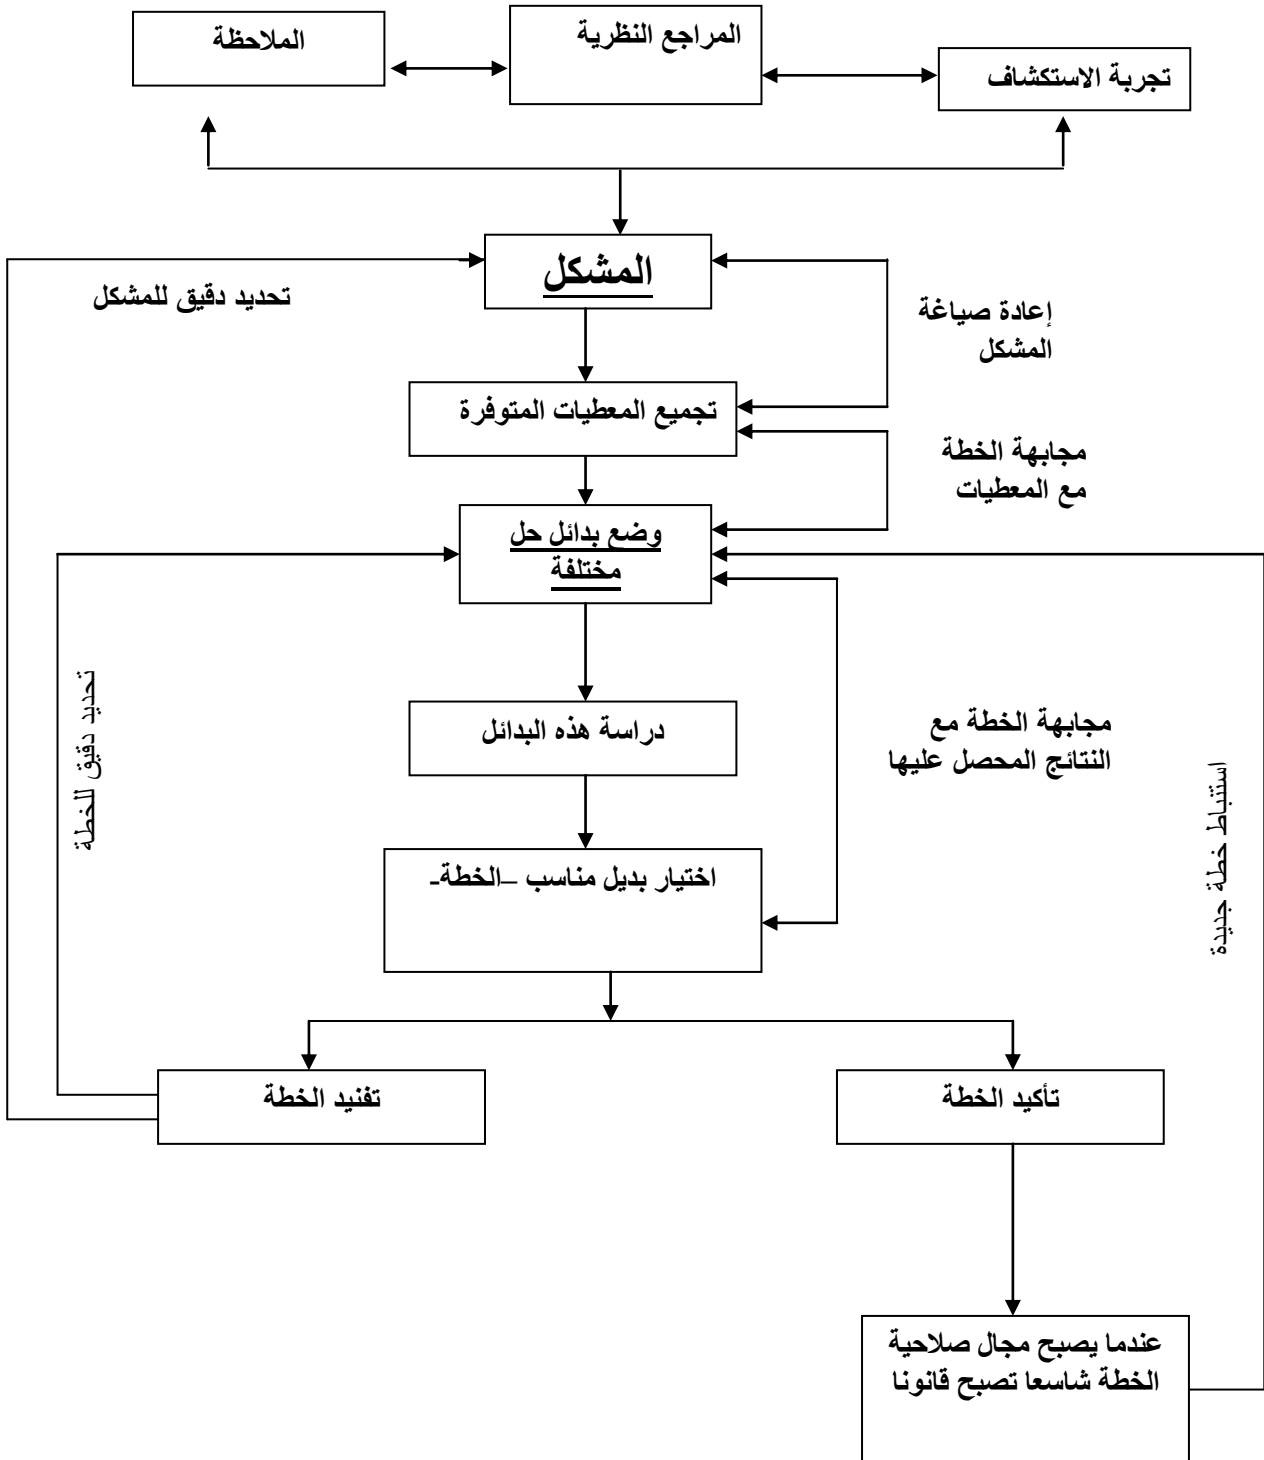 الملاحظة
المراجع النظرية
تجربة الاستكشاف
المشكل
تحديد دقيق للمشكل
إعادة صياغة
المشكل
تجميع المعطيات المتوفرة
مجابهة الخطة
مع المعطيات
وضع بدائل حل
مختلفة
تحديد دقيق للخطة
دراسة هذه البدائل
مجابهة الخطة مع
النتائج المحصل عليها
استنباط خطة جديدة
اختيار بديل مناسب –الخطة-
تفنيد الخطة
تأكيد الخطة
عندما يصبح مجال صلاحية
الخطة شاسعا تصبح قانونا